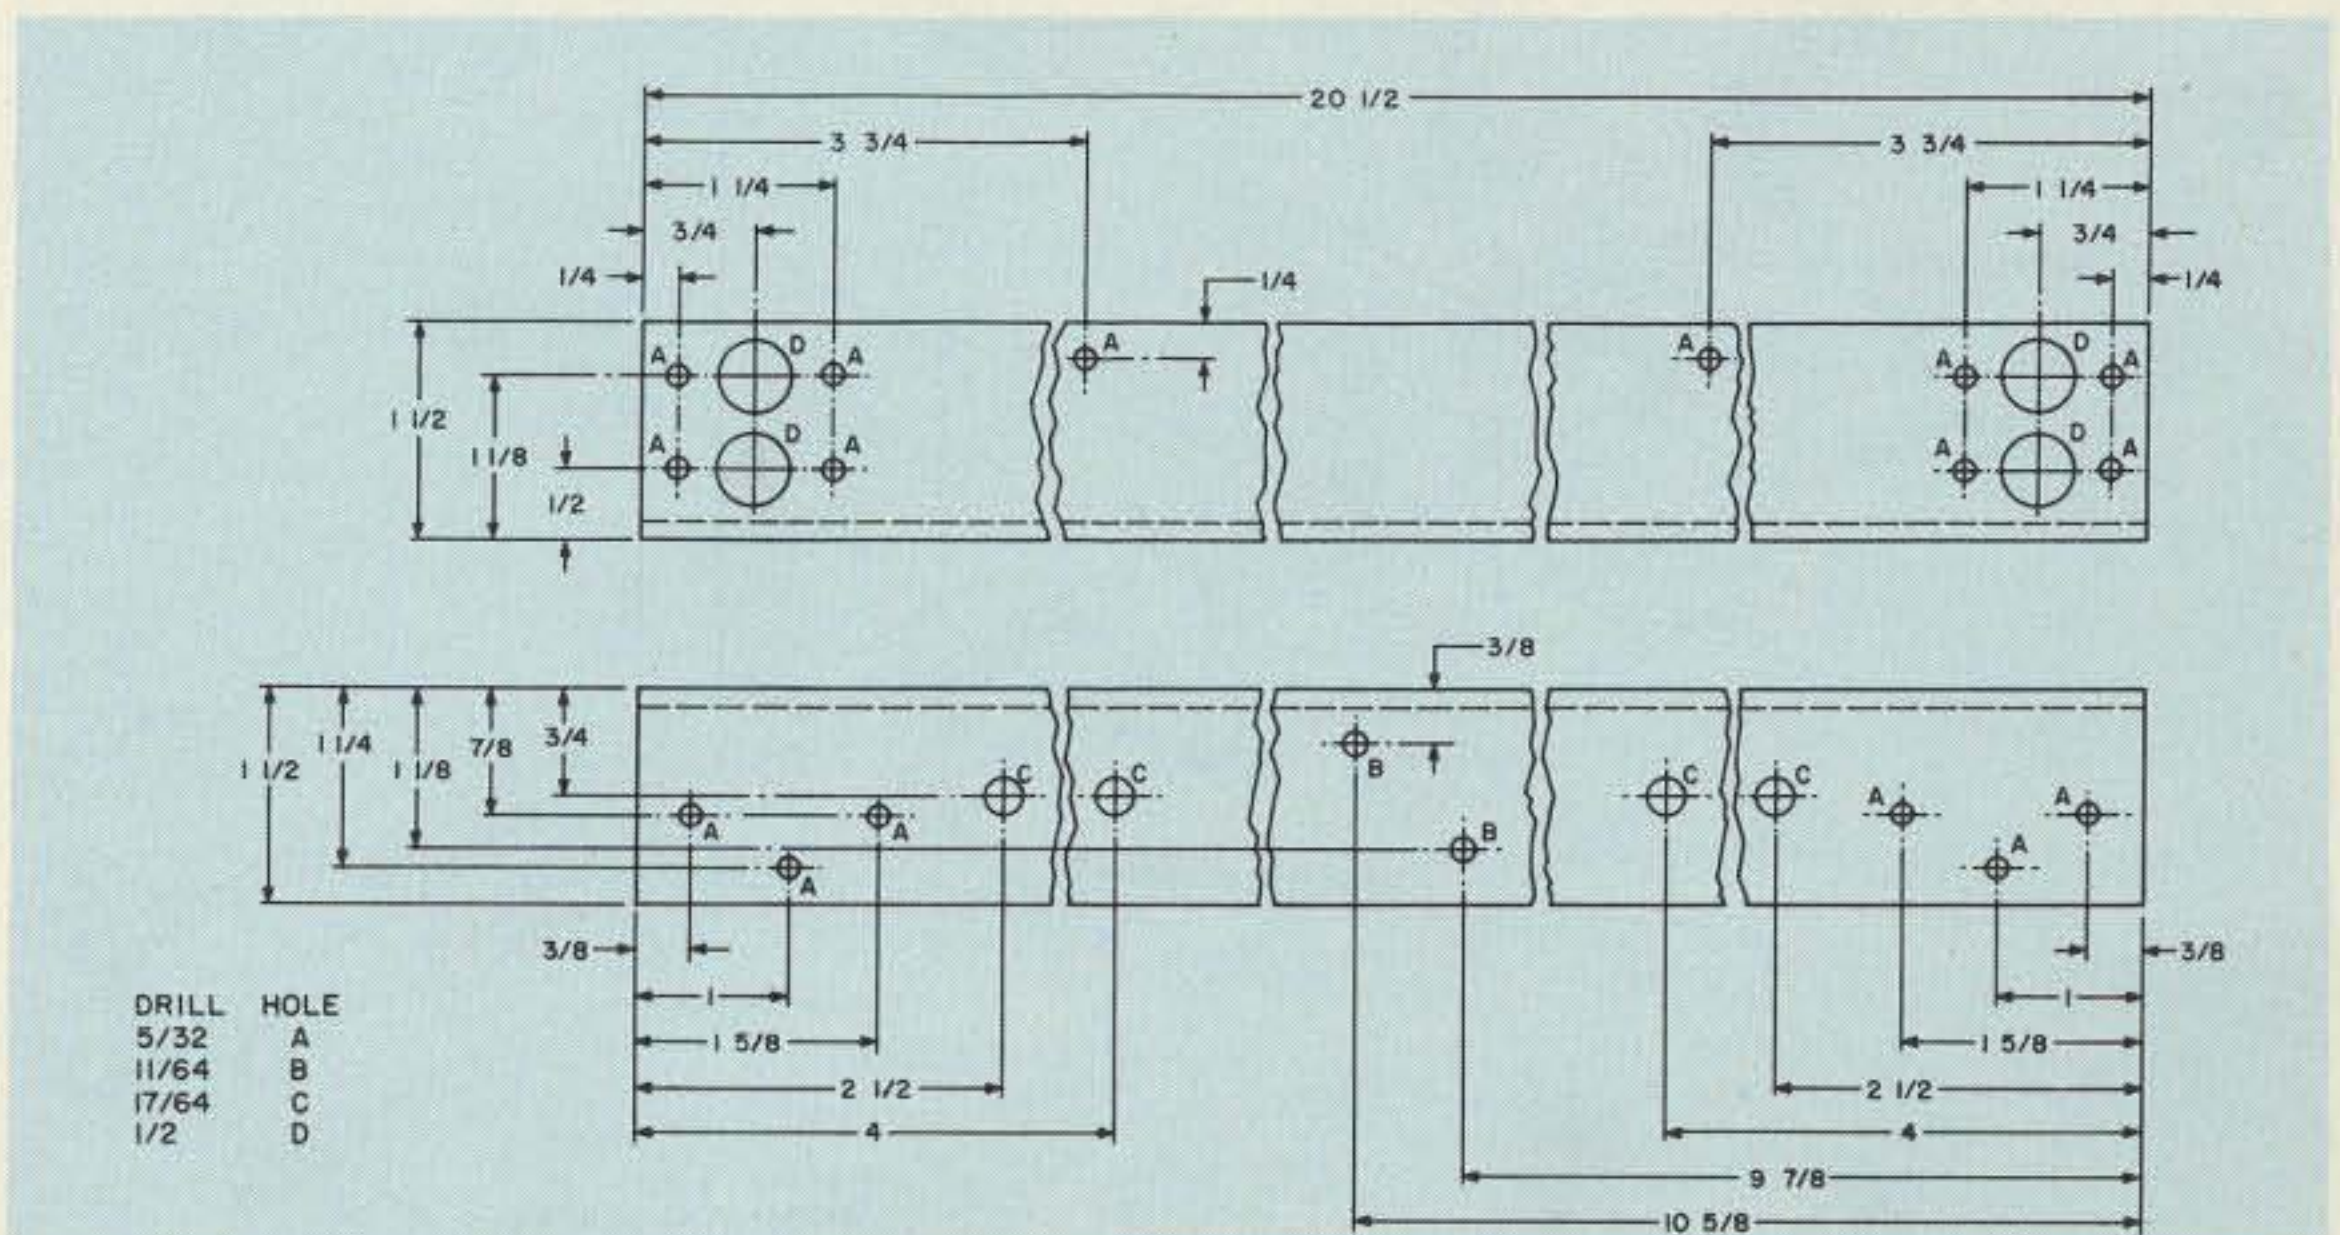 20 1/2
3 3/4 3 3/4
1 1/4 1 1/4
3/4 3/4
1/4 1/4 1/4
A D A A A A D A
1 1/2
1 1/8
A D A A D A
1/2
3/8
1 1/2 1 1/4 1 1/8 7/8 3/4
C C B C C
A A B A A
A A
3/8 3/8
1 1
1 5/8 1 5/8
2 1/2 2 1/2
4 4
9 7/8
10 5/8
DRILL HOLE
5/32 A
11/64 B
17/64 C
1/2 D